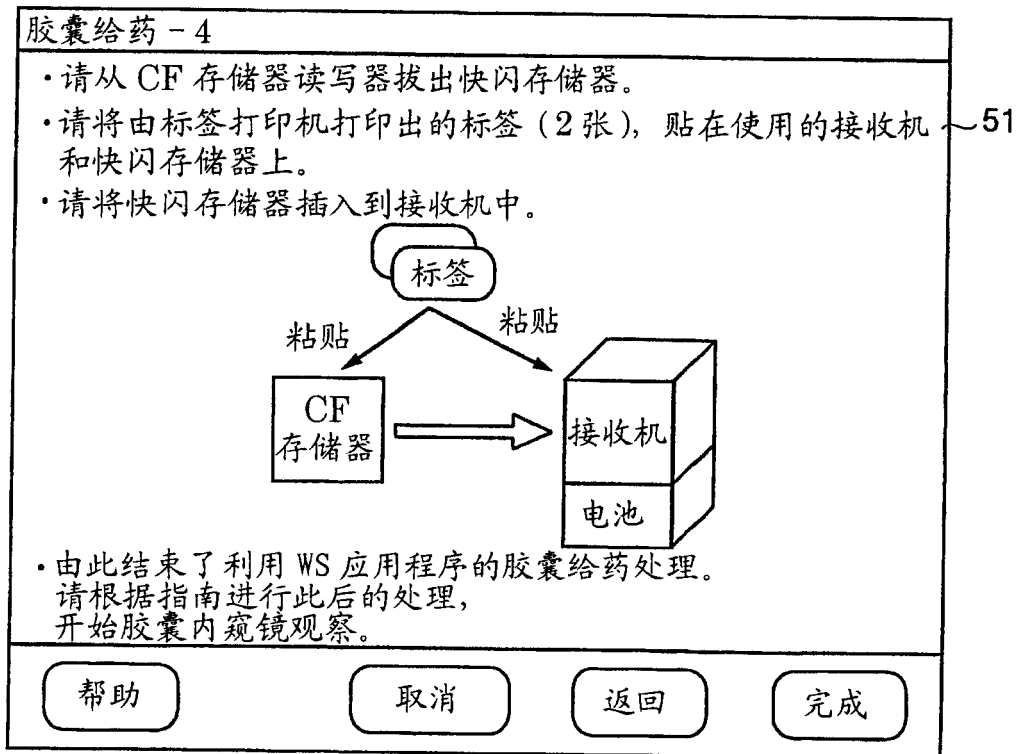 胶囊给药－4
·请从 CF 存储器读写器拔出快闪存储器。
·请将由标签打印机打印出的标签（2张），贴在使用的接收机
和快闪存储器上。
51
·请将快闪存储器插入到接收机中。
标签
粘贴
粘贴
CF
存储器
接收机
电池
·由此结束了利用 WS 应用程序的胶囊给药处理。
请根据指南进行此后的处理，
开始胶囊内窥镜观察。
帮助
取消
返回
完成